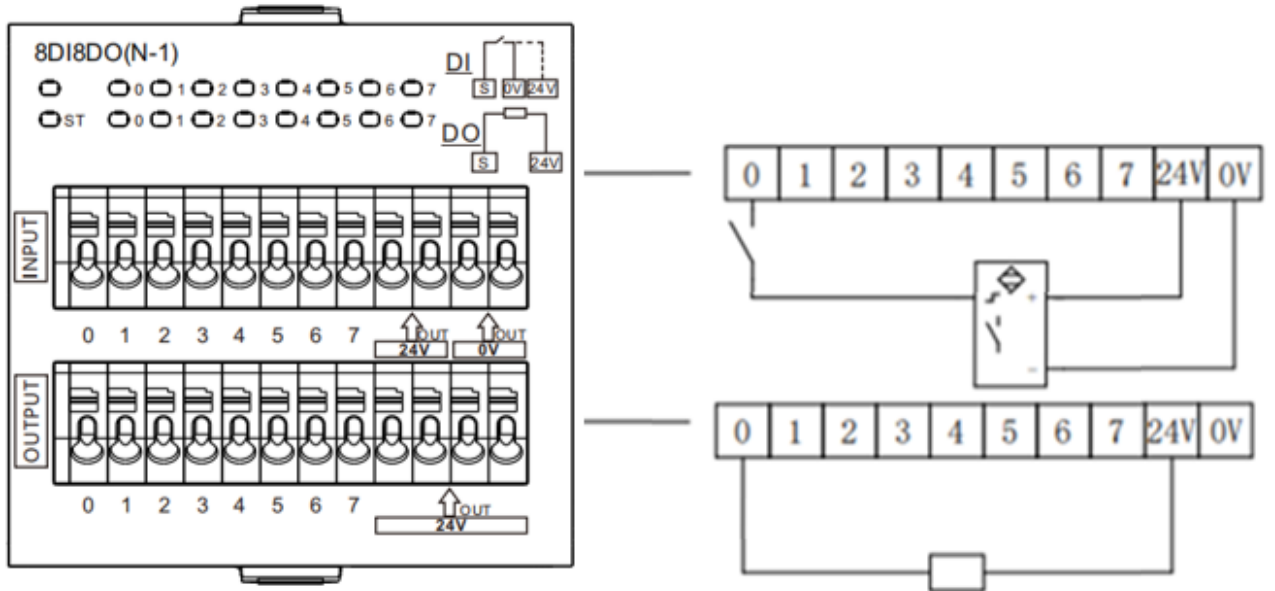 8DI8DO(N-1)
DI
S 0V 24V
0 1 2 3 4 5 6 7
ST 0 1 2 3 4 5 6 7
DO
S 24V
INPUT
0 1 2 3 4 5 6 7
OUT OUT
24V 0V
OUTPUT
0 1 2 3 4 5 6 7
OUT
24V
0 1 2 3 4 5 6 7 24V 0V
+
-
0 1 2 3 4 5 6 7 24V 0V